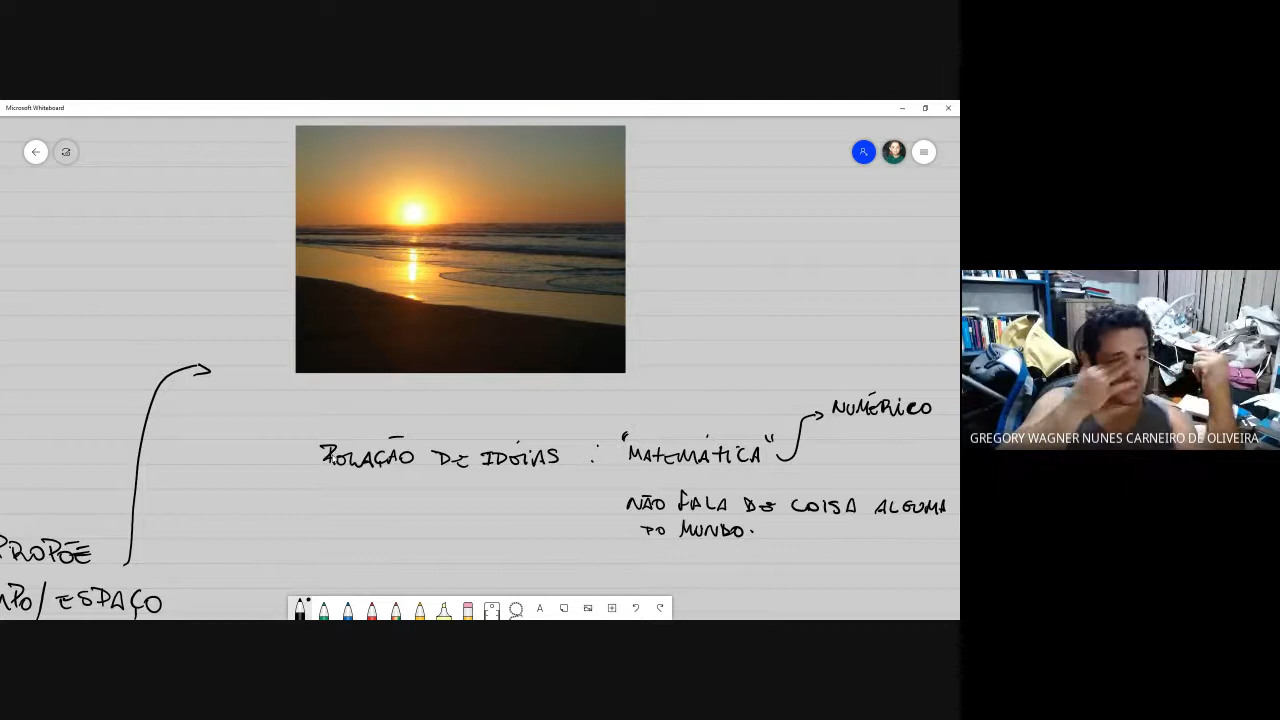 Microsoft Whiteboard
NUMÉRICO
RELAÇÃO DE IDÉIAS : "MATEMÁTICA"
NÃO FALA DE COISA ALGUMA
DO MUNDO.
PROPÕE
/ ESPAÇO
A
GREGORY WAGNER NUNES CARNEIRO DE OLIVEIRA